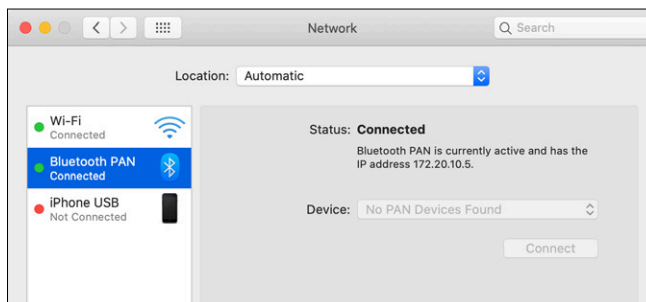 Network
Search
Location: Automatic
Wi-Fi
Connected
Bluetooth PAN
Connected
iPhone USB
Not Connected
Status: Connected
Bluetooth PAN is currently active and has the
IP address 172.20.10.5.
Device: No PAN Devices Found
Connect